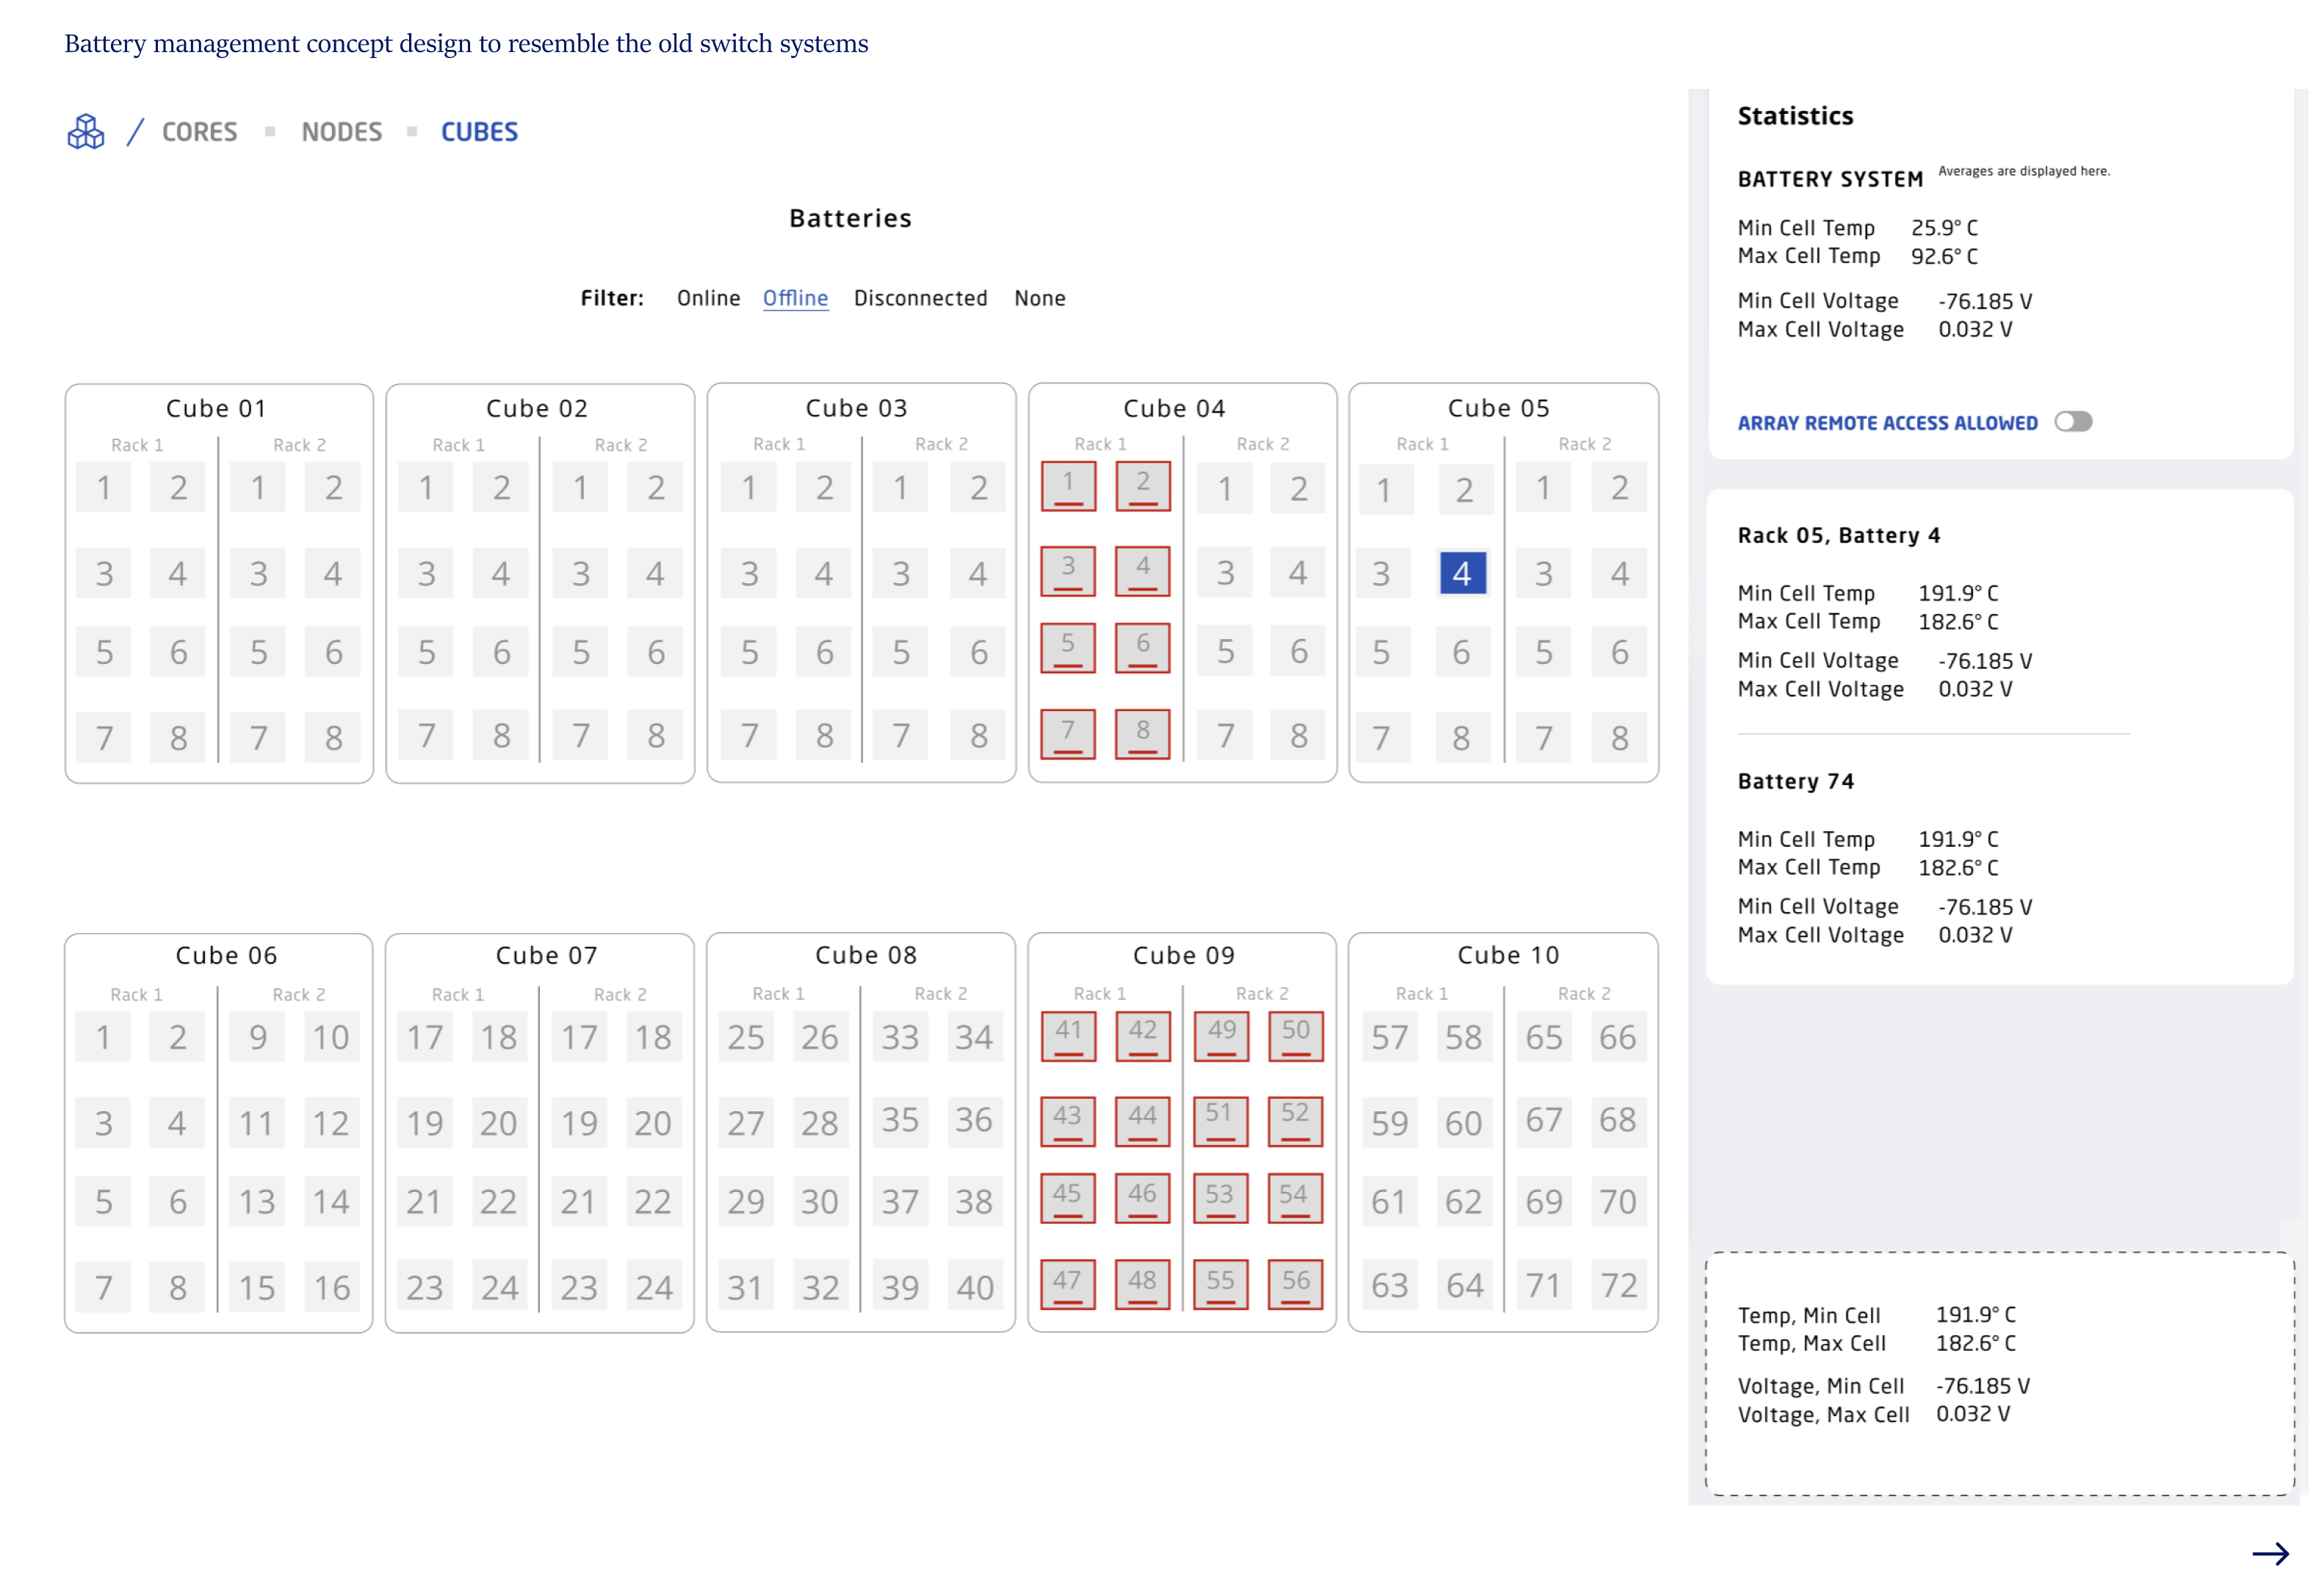 Battery management concept design to resemble the old switch systems
/ CORES NODES CUBES
Batteries
Filter: Online Offline Disconnected None
Cube 01 Cube 02 Cube 03 Cube 04 Cube 05
Rack 1 Rack 2 Rack 1 Rack 2 Rack 1 Rack 2 Rack 1 Rack 2 Rack 1 Rack 2
1 2 1 2 1 2 1 2 1 2 1 2 1 2 1 2 1 2 1 2
3 4 3 4 3 4 3 4 3 4 3 4 3 4 3 4 3 4 3 4
5 6 5 6 5 6 5 6 5 6 5 6 5 6 5 6 5 6 5 6
7 8 7 8 7 8 7 8 7 8 7 8 7 8 7 8 7 8 7 8
Cube 06 Cube 07 Cube 08 Cube 09 Cube 10
Rack 1 Rack 2 Rack 1 Rack 2 Rack 1 Rack 2 Rack 1 Rack 2 Rack 1 Rack 2
1 2 9 10 17 18 17 18 25 26 33 34 41 42 49 50 57 58 65 66
3 4 11 12 19 20 19 20 27 28 35 36 43 44 51 52 59 60 67 68
5 6 13 14 21 22 21 22 29 30 37 38 45 46 53 54 61 62 69 70
7 8 15 16 23 24 23 24 31 32 39 40 47 48 55 56 63 64 71 72
Statistics
BATTERY SYSTEM Averages are displayed here.
Min Cell Temp 25.9° C
Max Cell Temp 92.6° C
Min Cell Voltage -76.185 V
Max Cell Voltage 0.032 V
ARRAY REMOTE ACCESS ALLOWED
Rack 05, Battery 4
Min Cell Temp 191.9° C
Max Cell Temp 182.6° C
Min Cell Voltage -76.185 V
Max Cell Voltage 0.032 V
Battery 74
Min Cell Temp 191.9° C
Max Cell Temp 182.6° C
Min Cell Voltage -76.185 V
Max Cell Voltage 0.032 V
Temp, Min Cell 191.9° C
Temp, Max Cell 182.6° C
Voltage, Min Cell -76.185 V
Voltage, Max Cell 0.032 V